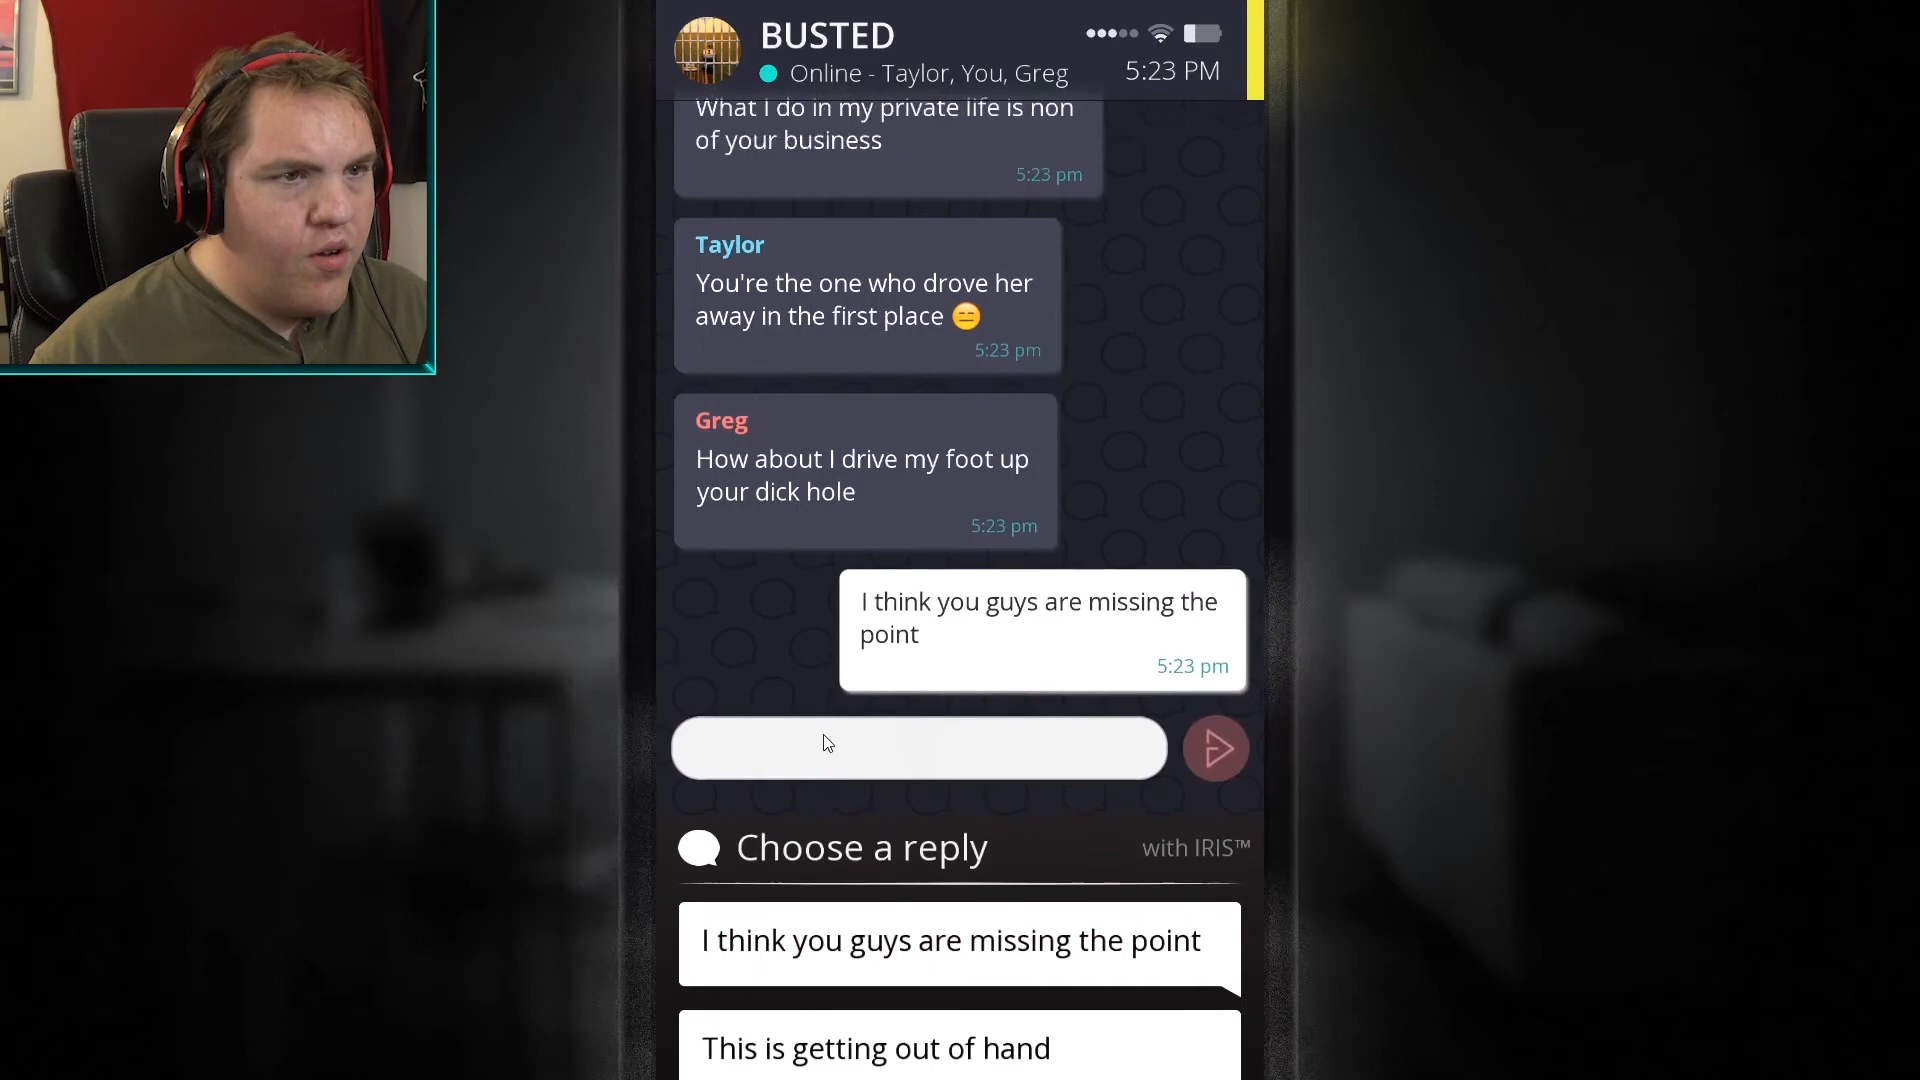 BUSTED
Online - Taylor, You, Greg
5:23 PM
What I do in my private life is non
of your business
5:23 pm
Taylor
You're the one who drove her
away in the first place 😑
5:23 pm
Greg
How about I drive my foot up
your dick hole
5:23 pm
I think you guys are missing the
point
5:23 pm
Choose a reply
with IRIS™
I think you guys are missing the point
This is getting out of hand